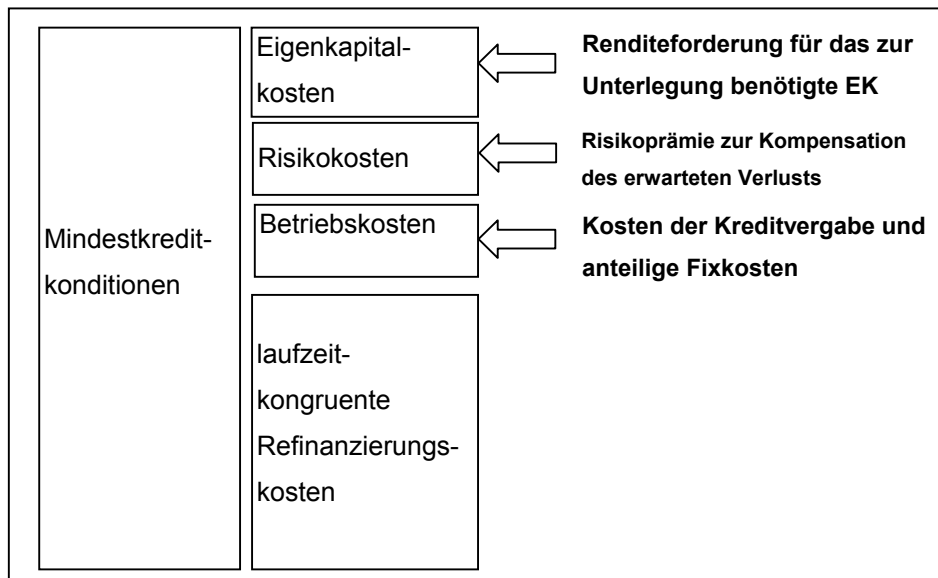 Mindestkredit-
konditionen
Eigenkapital-
kosten
Renditeforderung für das zur
Unterlegung benötigte EK
Risikokosten
Risikoprämie zur Kompensation
des erwarteten Verlusts
Betriebskosten
Kosten der Kreditvergabe und
anteilige Fixkosten
laufzeit-
kongruente
Refinanzierungs-
kosten